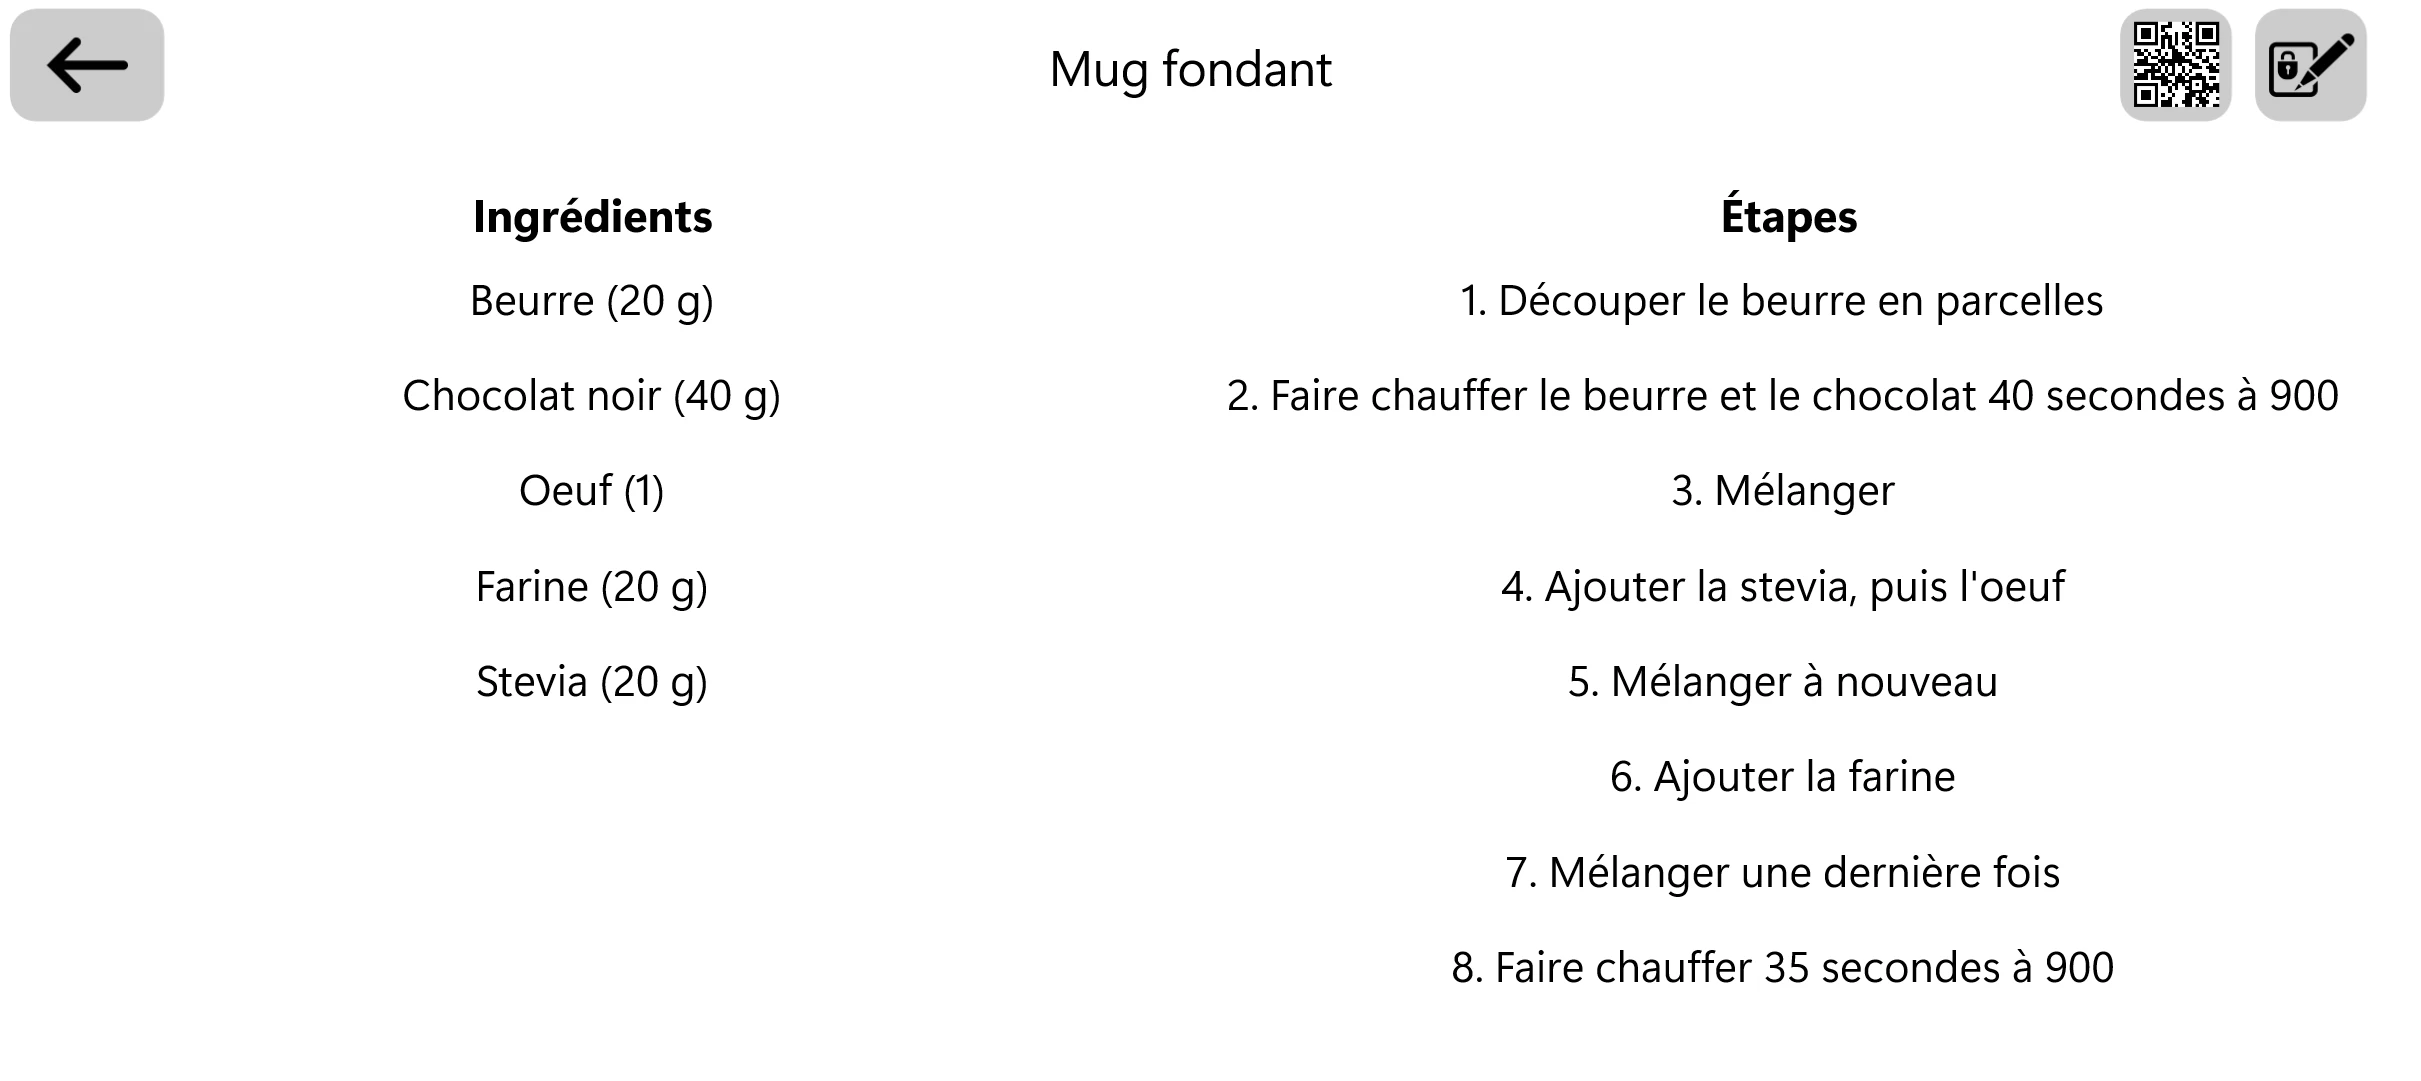 Mug fondant
Ingrédients
Beurre (20 g)
Chocolat noir (40 g)
Oeuf (1)
Farine (20 g)
Stevia (20 g)
Étapes
1. Découper le beurre en parcelles
2. Faire chauffer le beurre et le chocolat 40 secondes à 900
3. Mélanger
4. Ajouter la stevia, puis l'oeuf
5. Mélanger à nouveau
6. Ajouter la farine
7. Mélanger une dernière fois
8. Faire chauffer 35 secondes à 900